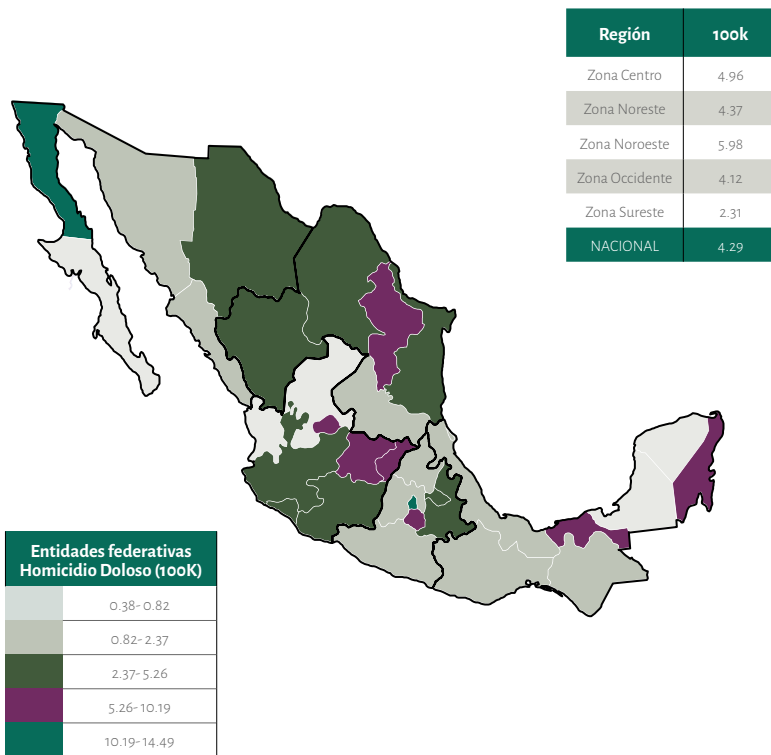 Región 100k
Zona Centro 4.96
Zona Noreste 4.37
Zona Noroeste 5.98
Zona Occidente 4.12
Zona Sureste 2.31
NACIONAL 4.29
Entidades federativas
Homicidio Doloso (100K)
0.38-0.82
0.82-2.37
2.37-5.26
5.26-10.19
10.19-14.49